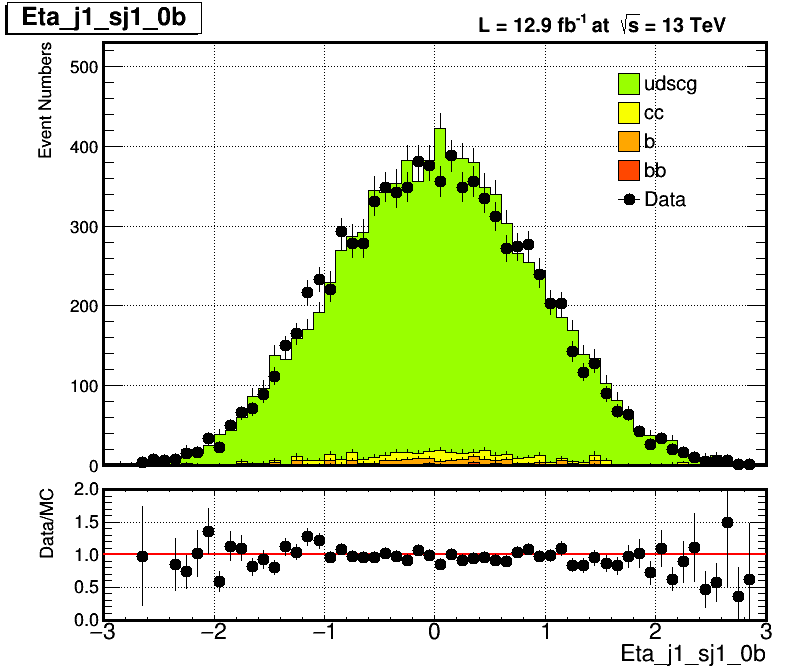 Eta_j1_sj1_0b
L = 12.9 fb⁻¹ at √s = 13 TeV
Event Numbers
500
400
300
200
100
0
udscg
cc
b
bb
Data
Data/MC
2.0
1.5
1.0
0.5
0.0
−3 −2 −1 0 1 2 3
Eta_j1_sj1_0b